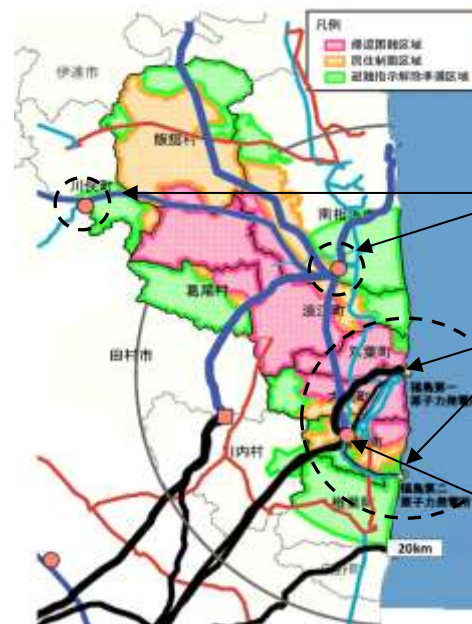 凡例
帰還困難区域
居住制限区域
避難指示解除準備区域
伊達市
飯舘村
川俣町
南相馬市
葛尾村
浪江町
双葉町
田村市
福島第一
原子力発電所
川内村
楢葉町
福島第二
原子力発電所
20km